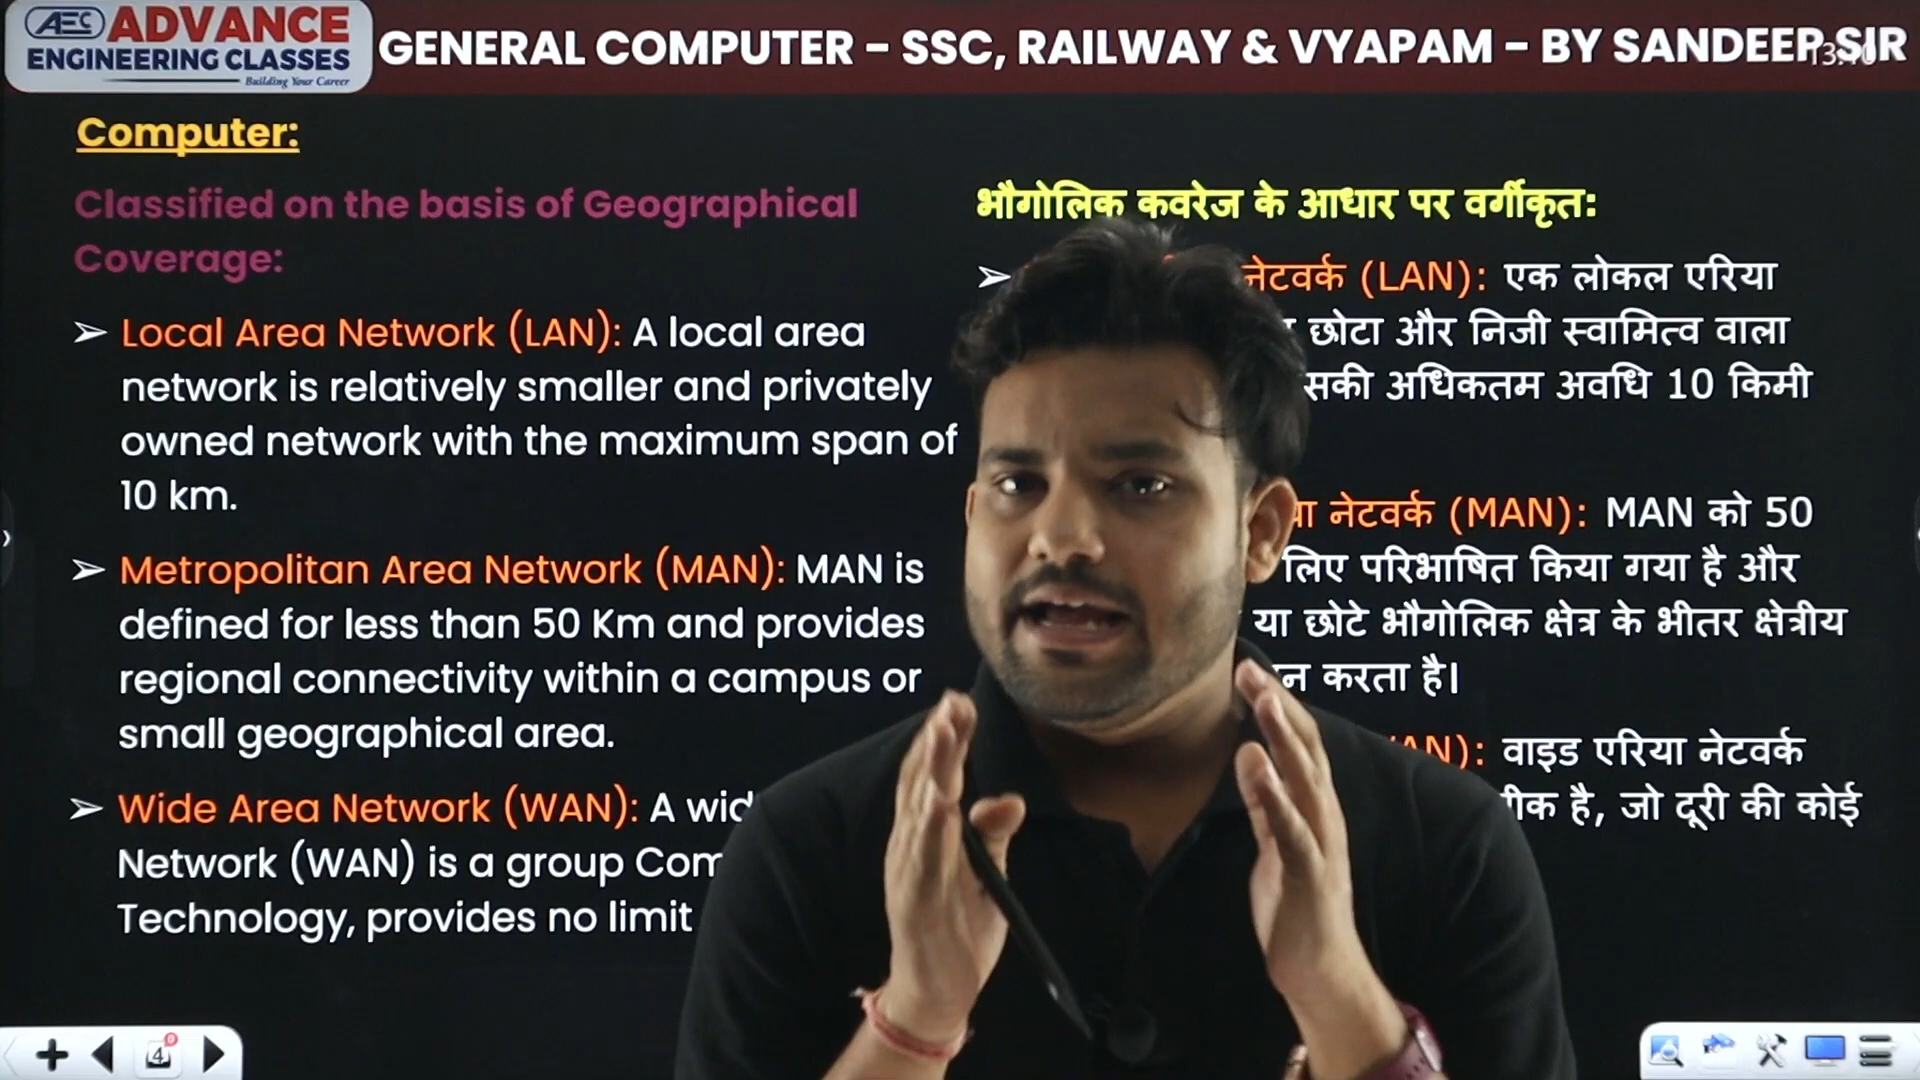 AEC ADVANCE
ENGINEERING CLASSES
Building Your Career
GENERAL COMPUTER – SSC, RAILWAY & VYAPAM – BY SANDEEP SIR
Computer:
Classified on the basis of Geographical
Coverage:
➢ Local Area Network (LAN): A local area
network is relatively smaller and privately
owned network with the maximum span of
10 km.
➢ Metropolitan Area Network (MAN): MAN is
defined for less than 50 Km and provides
regional connectivity within a campus or
small geographical area.
➢ Wide Area Network (WAN): A
Network (WAN) is a group
Technology, provides no limit
भौगोलिक कवरेज के आधार पर वर्गीकृत:
➢ नेटवर्क (LAN): एक लोकल एरिया
छोटा और निजी स्वामित्व वाला
अधिकतम अवधि 10 किमी
नेटवर्क (MAN): MAN को 50
लिए परिभाषित किया गया है और
या छोटे भौगोलिक क्षेत्र के भीतर क्षेत्रीय
करता है।
वाइड एरिया नेटवर्क
है, जो दूरी की कोई
4